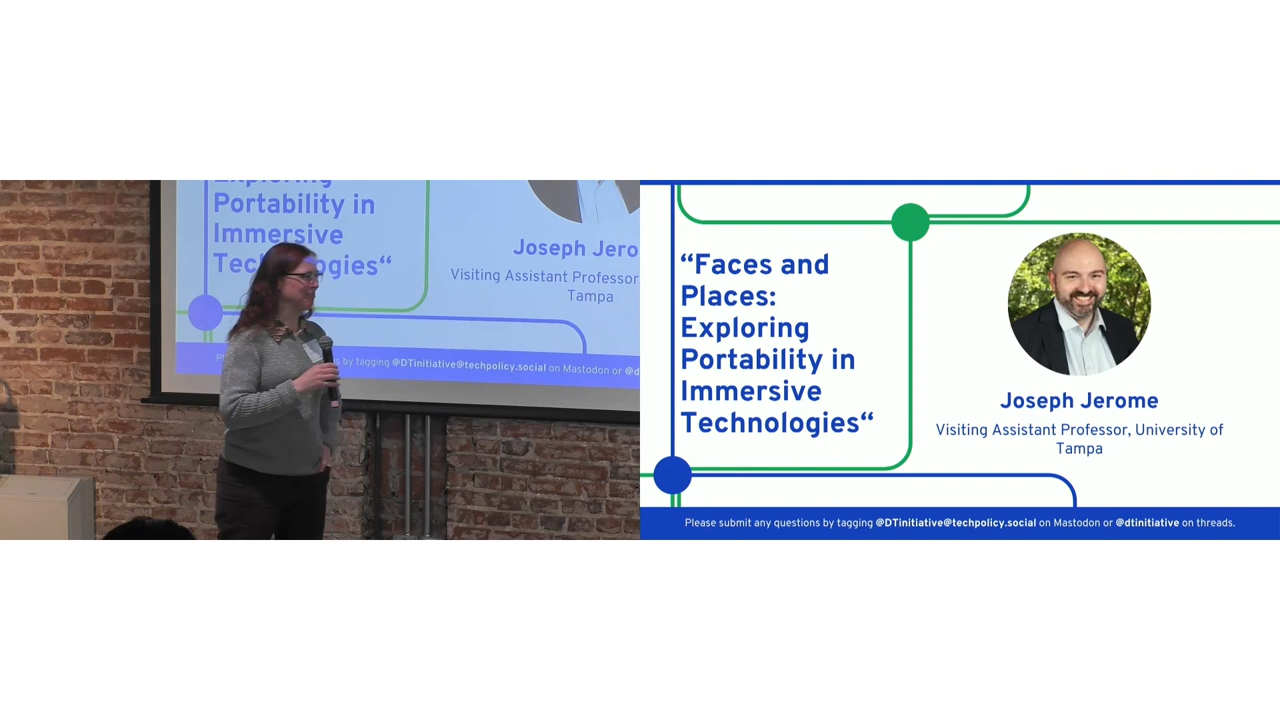 Exploring
Portability in
Immersive
Technologies“
Joseph Jero
Visiting Assistant Professor,
Tampa
s by tagging @DTinitiative@techpolicy.social on Mastodon or @d
“Faces and
Places:
Exploring
Portability in
Immersive
Technologies“
Joseph Jerome
Visiting Assistant Professor, University of
Tampa
Please submit any questions by tagging @DTinitiative@techpolicy.social on Mastodon or @dtinitiative on threads.